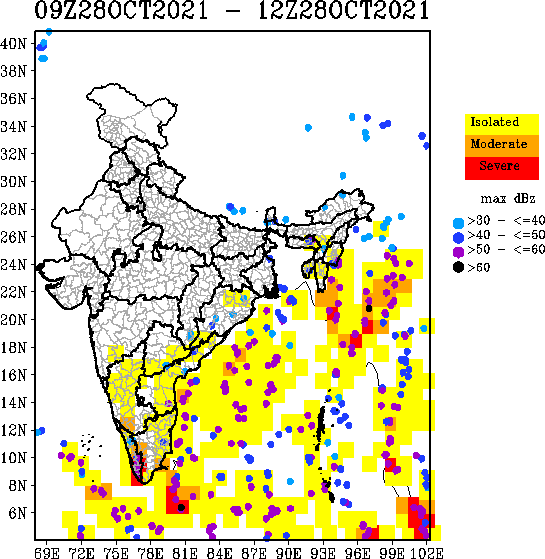 09Z28OCT2021 - 12Z28OCT2021
40N
38N
36N
34N
32N
30N
28N
26N
24N
22N
20N
18N
16N
14N
12N
10N
8N
6N
69E 72E 75E 78E 81E 84E 87E 90E 93E 96E 99E 102E
Isolated
Moderate
Severe
max dBz
>30 - <=40
>40 - <=50
>50 - <=60
>60